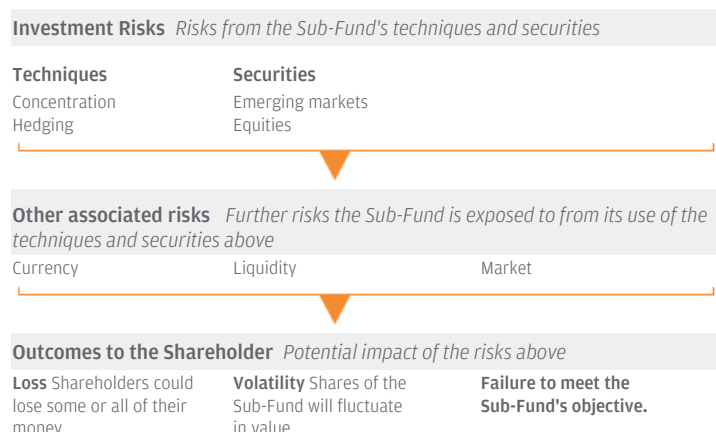 Investment Risks Risks from the Sub-Fund's techniques and securities
Techniques Securities
Concentration Emerging markets
Hedging Equities
Other associated risks Further risks the Sub-Fund is exposed to from its use of the
techniques and securities above
Currency Liquidity Market
Outcomes to the Shareholder Potential impact of the risks above
Loss Shareholders could Volatility Shares of the Failure to meet the
lose some or all of their Sub-Fund will fluctuate Sub-Fund's objective.
money in value